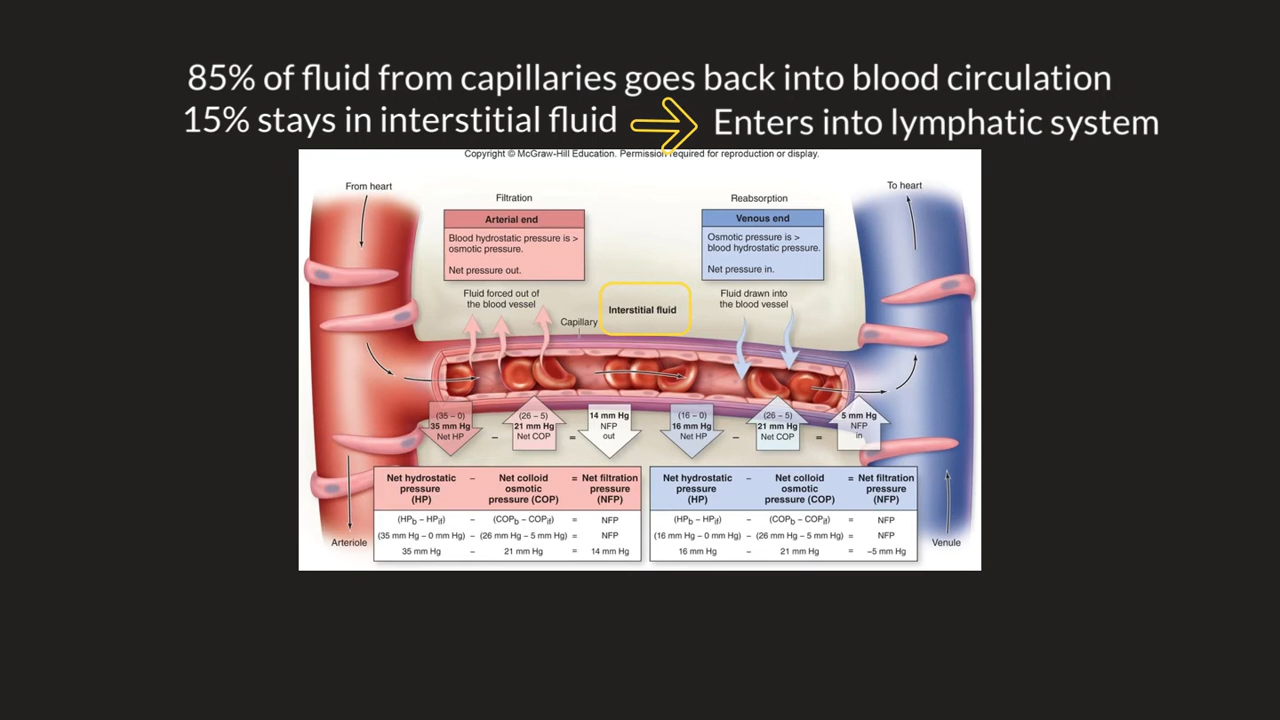 85% of fluid from capillaries goes back into blood circulation
15% stays in interstitial fluid Enters into lymphatic system
Copyright © McGraw-Hill Education. Permission required for reproduction or display.
From heart
To heart
Filtration
Reabsorption
Arterial end
Blood hydrostatic pressure is >
osmotic pressure.
Net pressure out.
Venous end
Osmotic pressure is >
blood hydrostatic pressure.
Net pressure in.
Fluid forced out of
the blood vessel
Interstitial fluid
Fluid drawn into
the blood vessel
Capillary
(35 – 0)
35 mm Hg
Net HP
–
(26 – 5)
21 mm Hg
Net COP
=
14 mm Hg
NFP
out
(16 – 0)
16 mm Hg
Net HP
–
(26 – 5)
21 mm Hg
Net COP
=
5 mm Hg
NFP
in
Net hydrostatic – Net colloid = Net filtration
pressure osmotic pressure
(HP) pressure (COP) (NFP)
(HPb – HPif) – (COPb – COPif) = NFP
(35 mm Hg – 0 mm Hg) – (26 mm Hg – 5 mm Hg) = NFP
35 mm Hg – 21 mm Hg = 14 mm Hg
Net hydrostatic – Net colloid = Net filtration
pressure osmotic pressure
(HP) pressure (COP) (NFP)
(HPb – HPif) – (COPb – COPif) = NFP
(16 mm Hg – 0 mm Hg) – (26 mm Hg – 5 mm Hg) = NFP
16 mm Hg – 21 mm Hg = –5 mm Hg
Arteriole
Venule